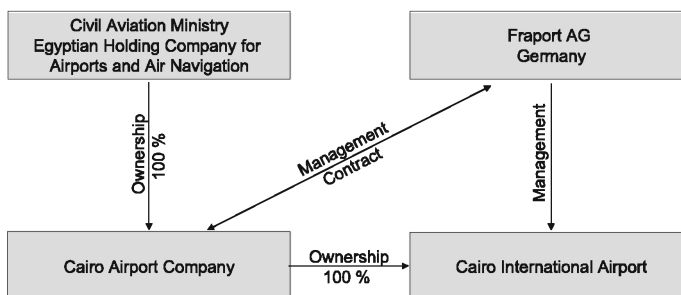 Civil Aviation Ministry
Egyptian Holding Company for
Airports and Air Navigation
Fraport AG
Germany
Ownership
100 %
Management
Contract
Management
Cairo Airport Company
Ownership
100 %
Cairo International Airport